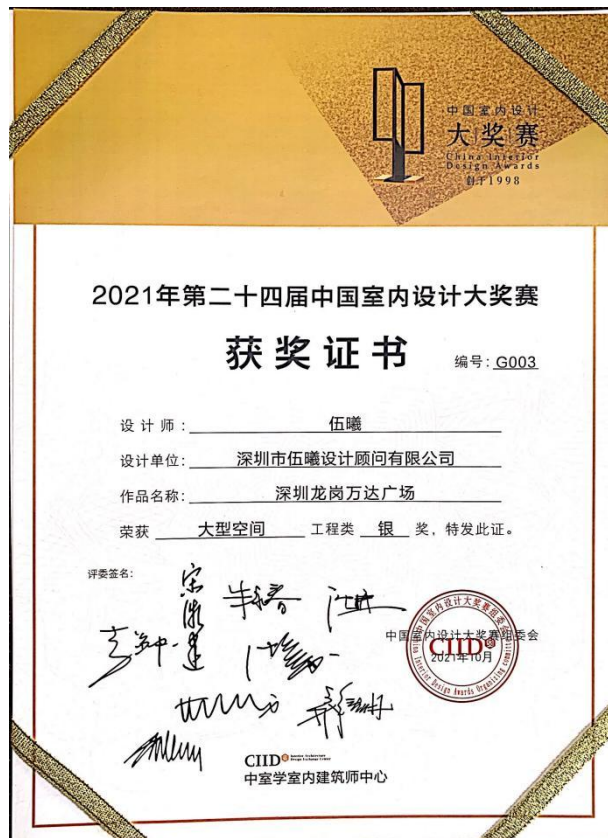 中国室内设计
大奖赛
China Interior
Design Awards
创于1998
2021年第二十四届中国室内设计大奖赛
获奖证书
编号: G003
设计师: 伍曦
设计单位: 深圳市伍曦设计顾问有限公司
作品名称: 深圳龙岗万达广场
荣获 大型空间 工程类 银 奖, 特发此证。
评委签名:
中国室内设计大奖赛组委会
CIID
2021年10月
Interior Design Awards Organizing
CIID
中室学室内建筑师中心